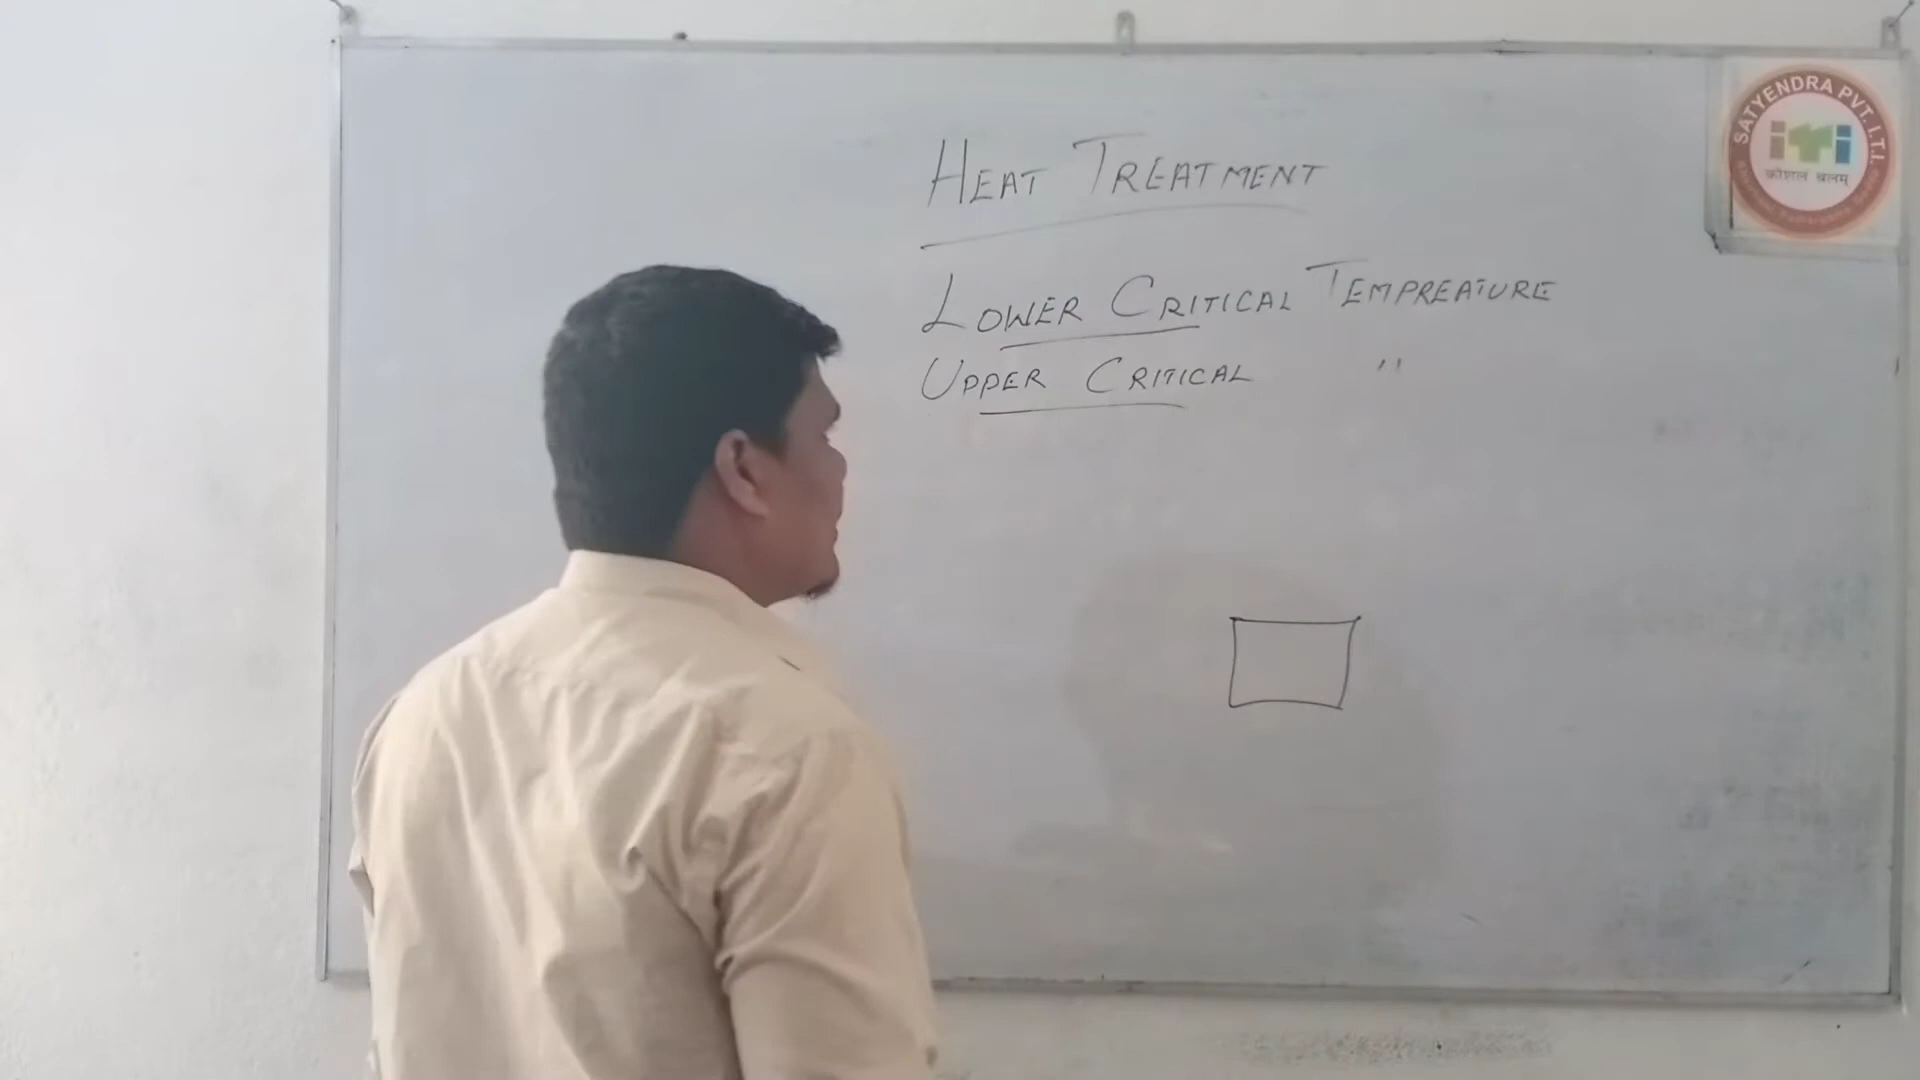 HEAT TREATMENT
LOWER CRITICAL TEMPREATURE
UPPER CRITICAL "
SATYENDRA PVT. I.T.I.
iTi
कौशल बलम्